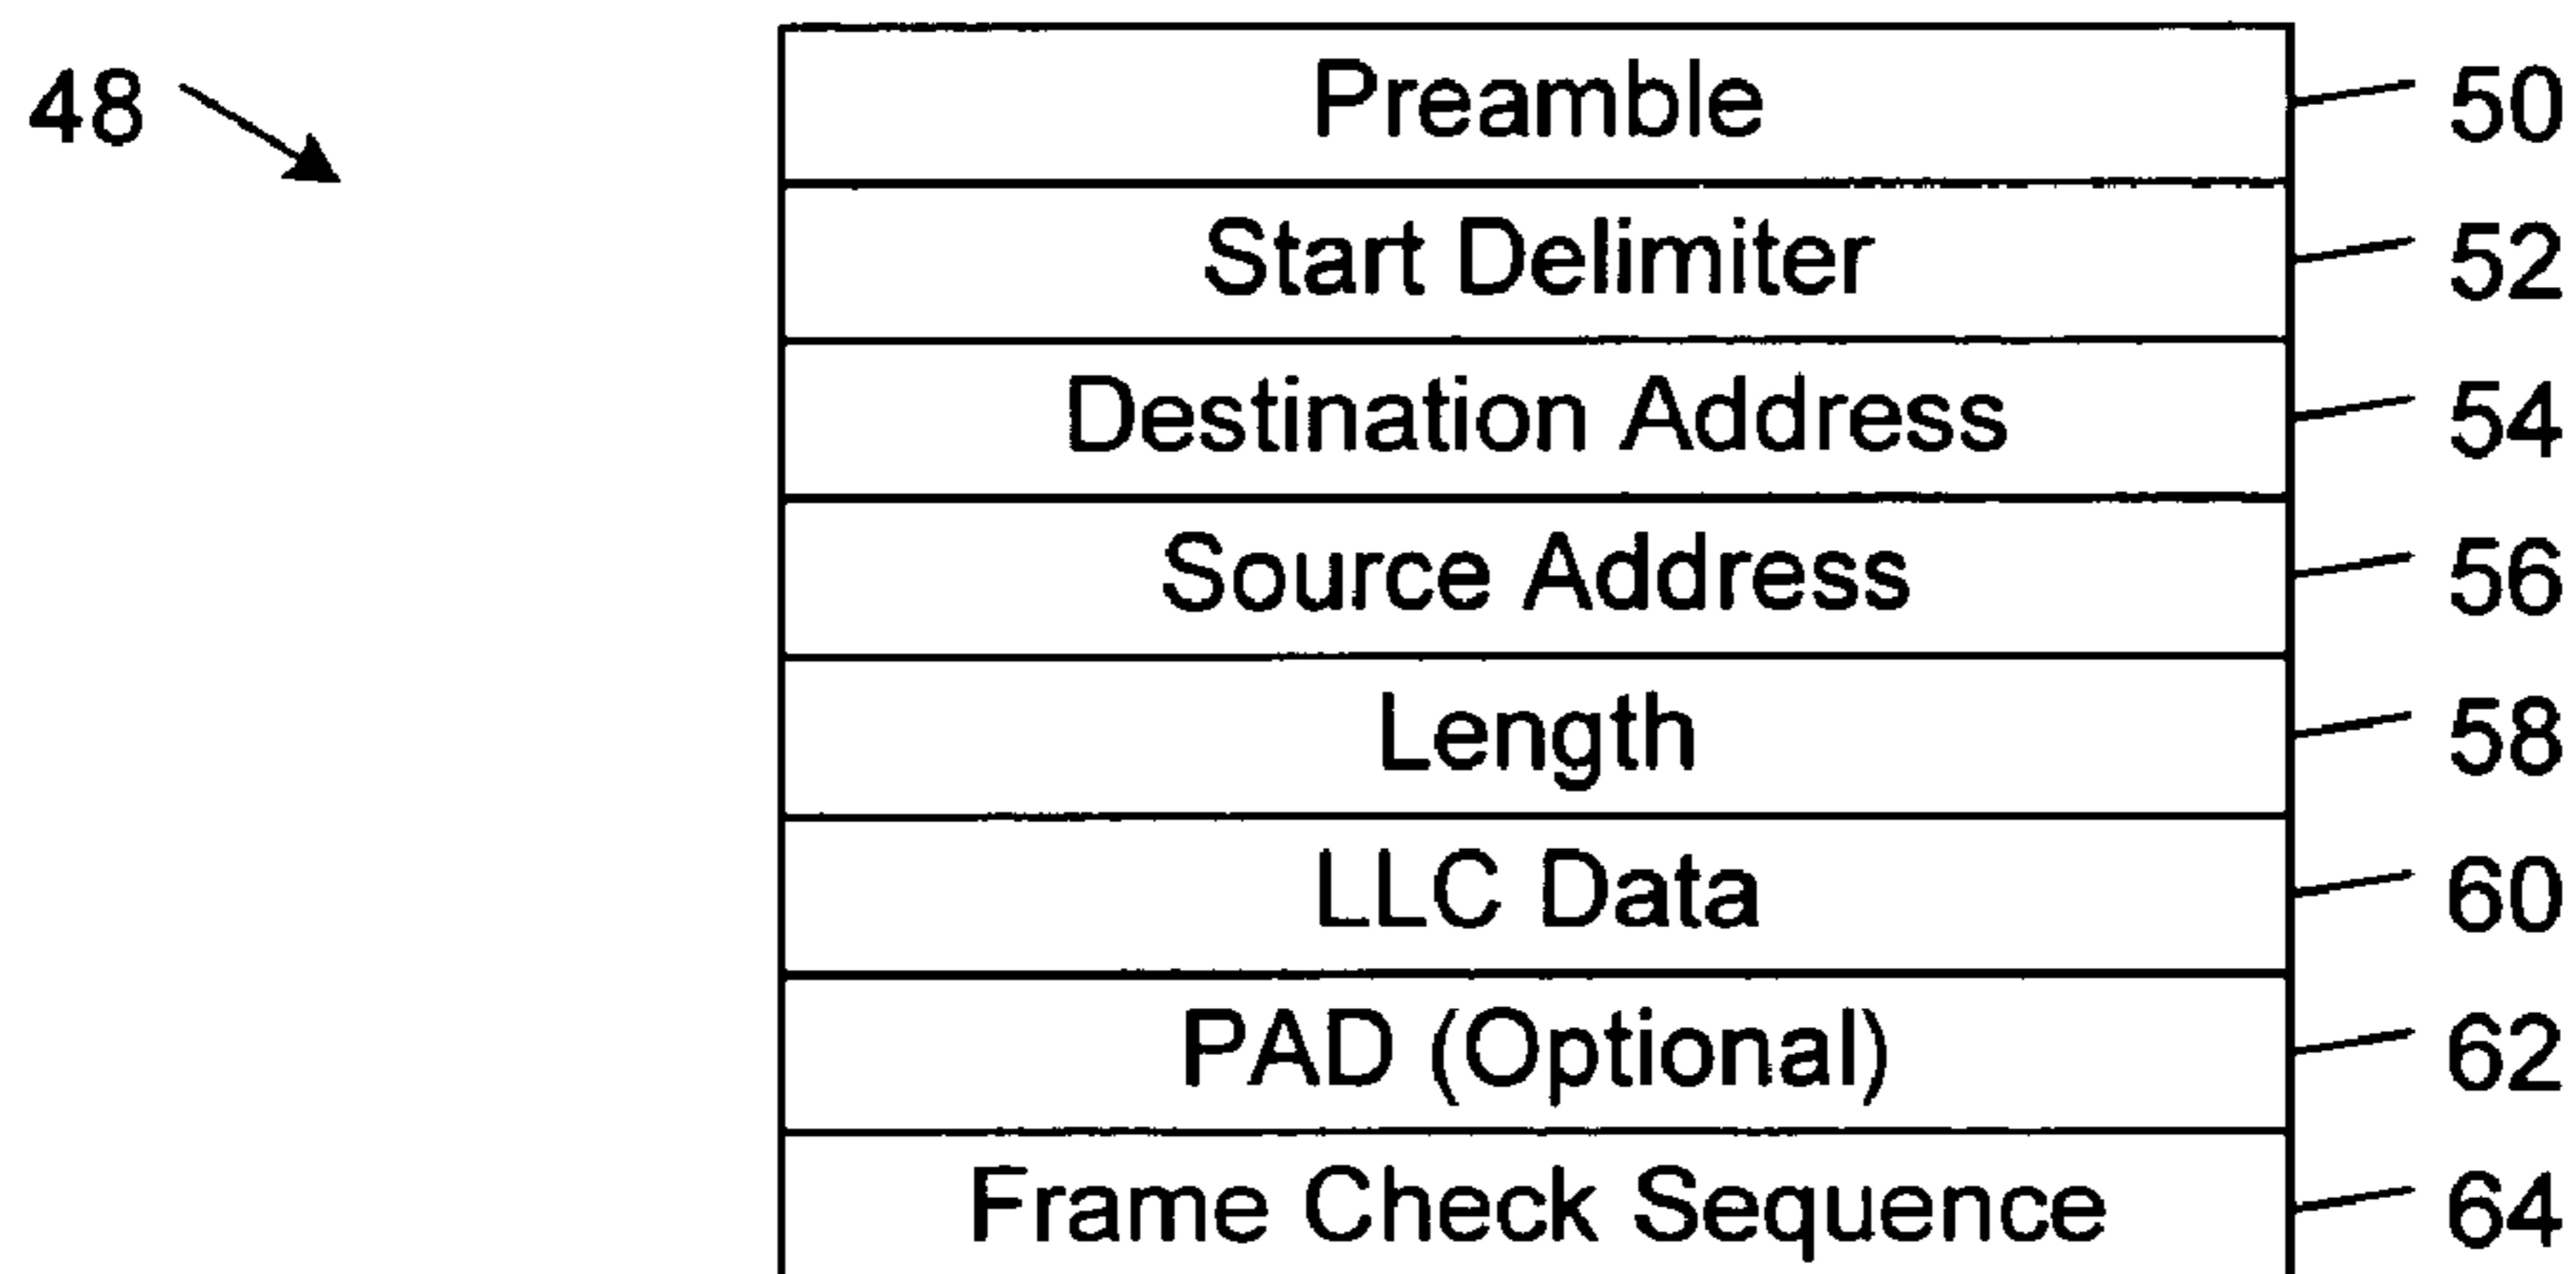 48
Preamble 50
Start Delimiter 52
Destination Address 54
Source Address 56
Length 58
LLC Data 60
PAD (Optional) 62
Frame Check Sequence 64